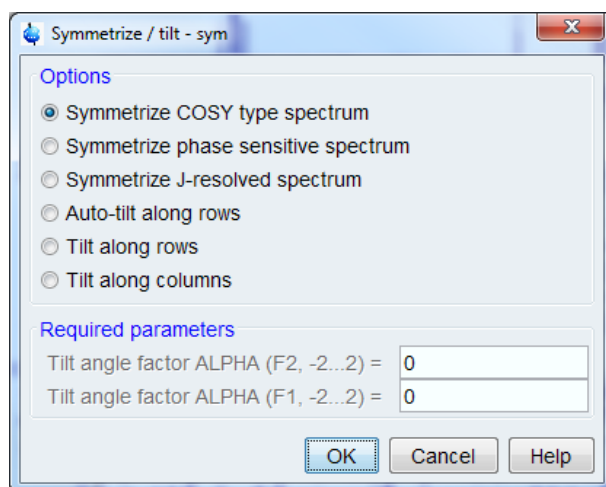 Symmetrize / tilt - sym
Options
Symmetrize COSY type spectrum
Symmetrize phase sensitive spectrum
Symmetrize J-resolved spectrum
Auto-tilt along rows
Tilt along rows
Tilt along columns
Required parameters
Tilt angle factor ALPHA (F2, -2...2) = 0
Tilt angle factor ALPHA (F1, -2...2) = 0
OK Cancel Help